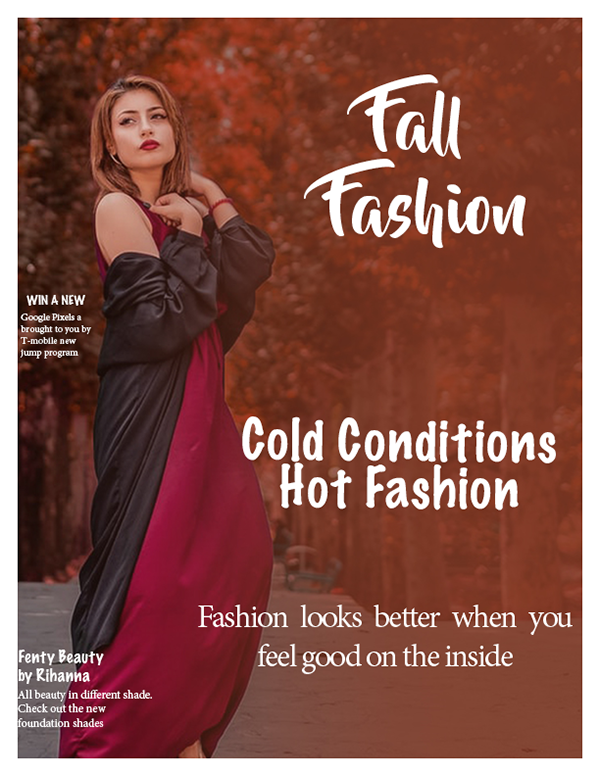 Fall
Fashion
WIN A NEW
Google Pixels a
brought to you by
T-mobile new
jump program
Cold Conditions
Hot Fashion
Fashion looks better when you
feel good on the inside
Fenty Beauty
by Rihanna
All beauty in different shade.
Check out the new
foundation shades